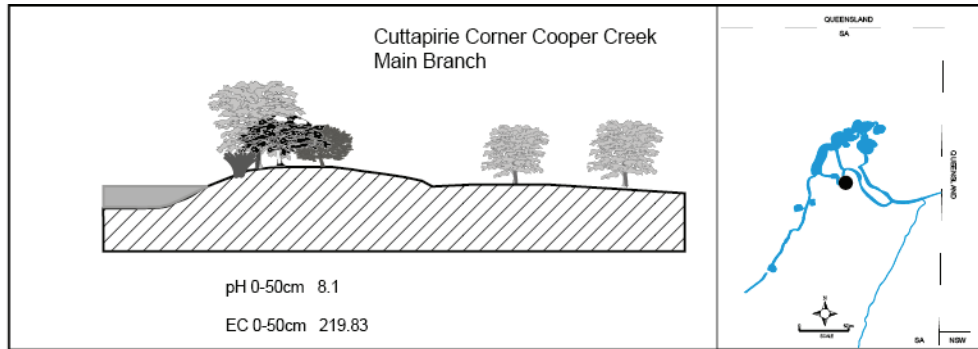 Cuttapirie Corner Cooper Creek
Main Branch
pH 0-50cm 8.1
EC 0-50cm 219.83
QUEENSLAND
SA
QUEENSLAND
N
SCALE
SA
NSW